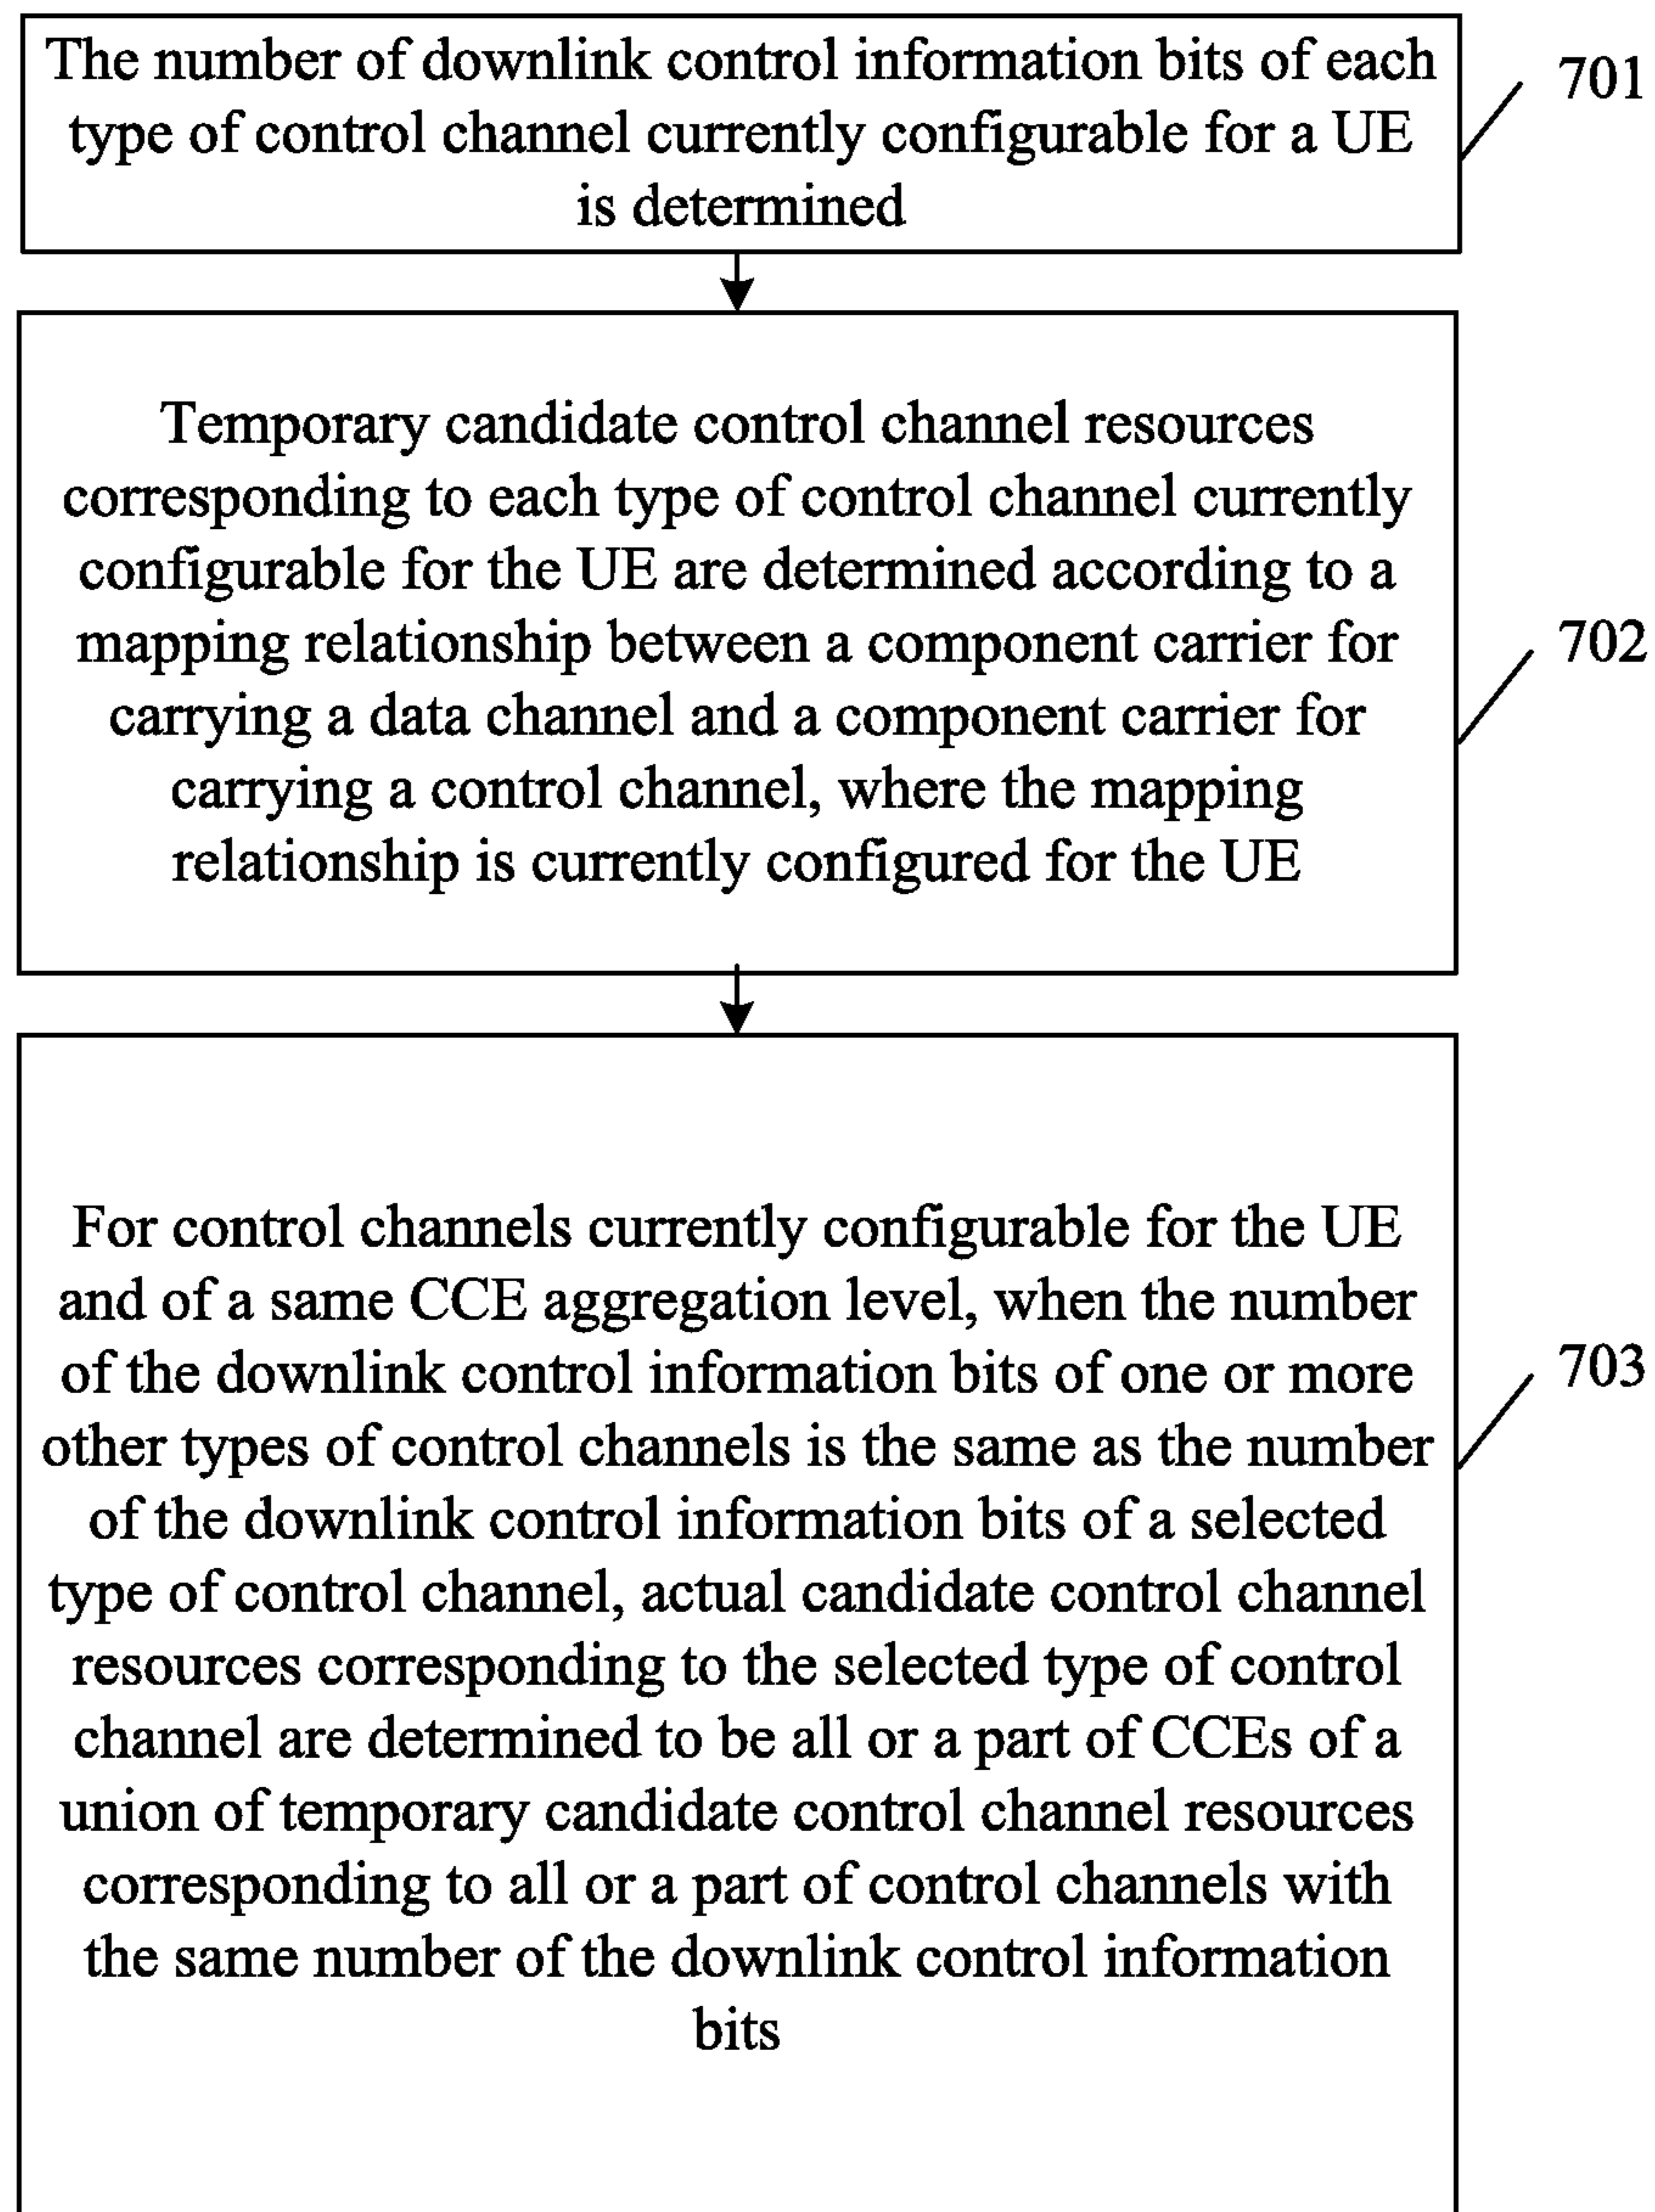 The number of downlink control information bits of each
type of control channel currently configurable for a UE
is determined
701
Temporary candidate control channel resources
corresponding to each type of control channel currently
configurable for the UE are determined according to a
mapping relationship between a component carrier for
carrying a data channel and a component carrier for
carrying a control channel, where the mapping
relationship is currently configured for the UE
702
For control channels currently configurable for the UE
and of a same CCE aggregation level, when the number
of the downlink control information bits of one or more
other types of control channels is the same as the number
of the downlink control information bits of a selected
type of control channel, actual candidate control channel
resources corresponding to the selected type of control
channel are determined to be all or a part of CCEs of a
union of temporary candidate control channel resources
corresponding to all or a part of control channels with
the same number of the downlink control information
bits
703